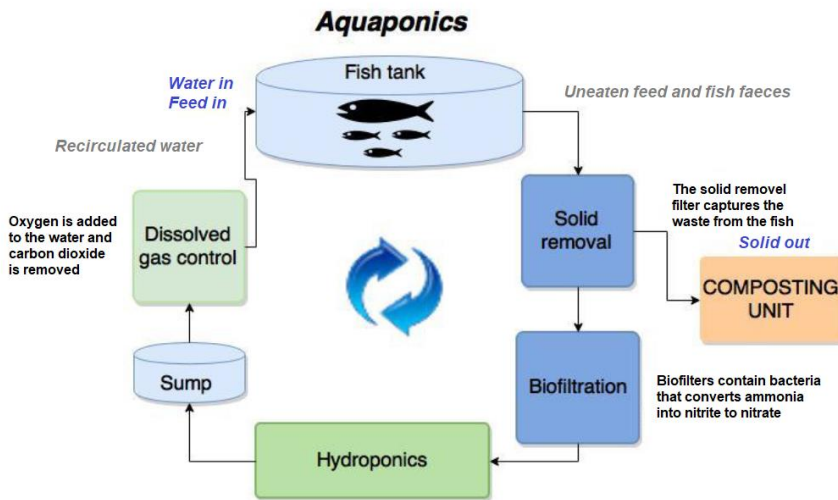 Aquaponics
Water in
Feed in
Fish tank
Uneaten feed and fish faeces
Recirculated water
Oxygen is added
to the water and
carbon dioxide
is removed
Dissolved
gas control
Solid
removal
The solid removel
filter captures the
waste from the fish
Solid out
COMPOSTING
UNIT
Sump
Biofiltration
Biofilters contain bacteria
that converts ammonia
into nitrite to nitrate
Hydroponics